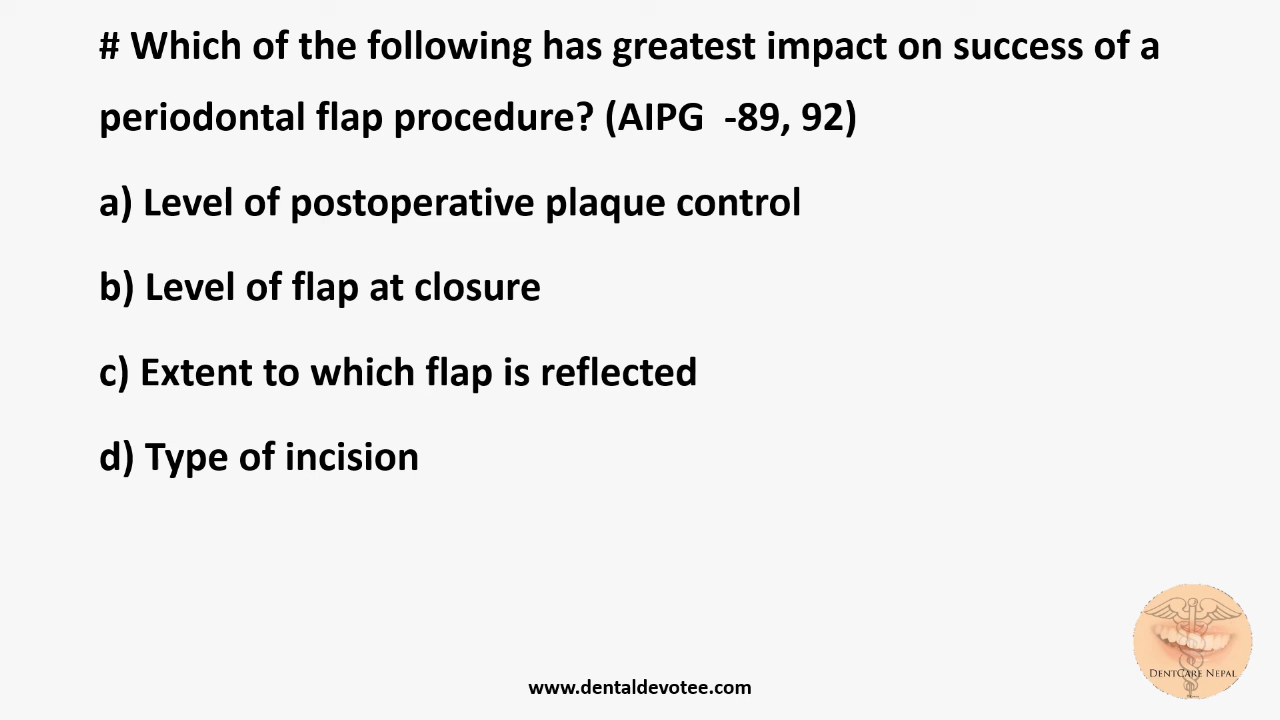 # Which of the following has greatest impact on success of a
periodontal flap procedure? (AIPG  -89, 92)
a) Level of postoperative plaque control
b) Level of flap at closure
c) Extent to which flap is reflected
d) Type of incision
DentCare Nepal
www.dentaldevotee.com